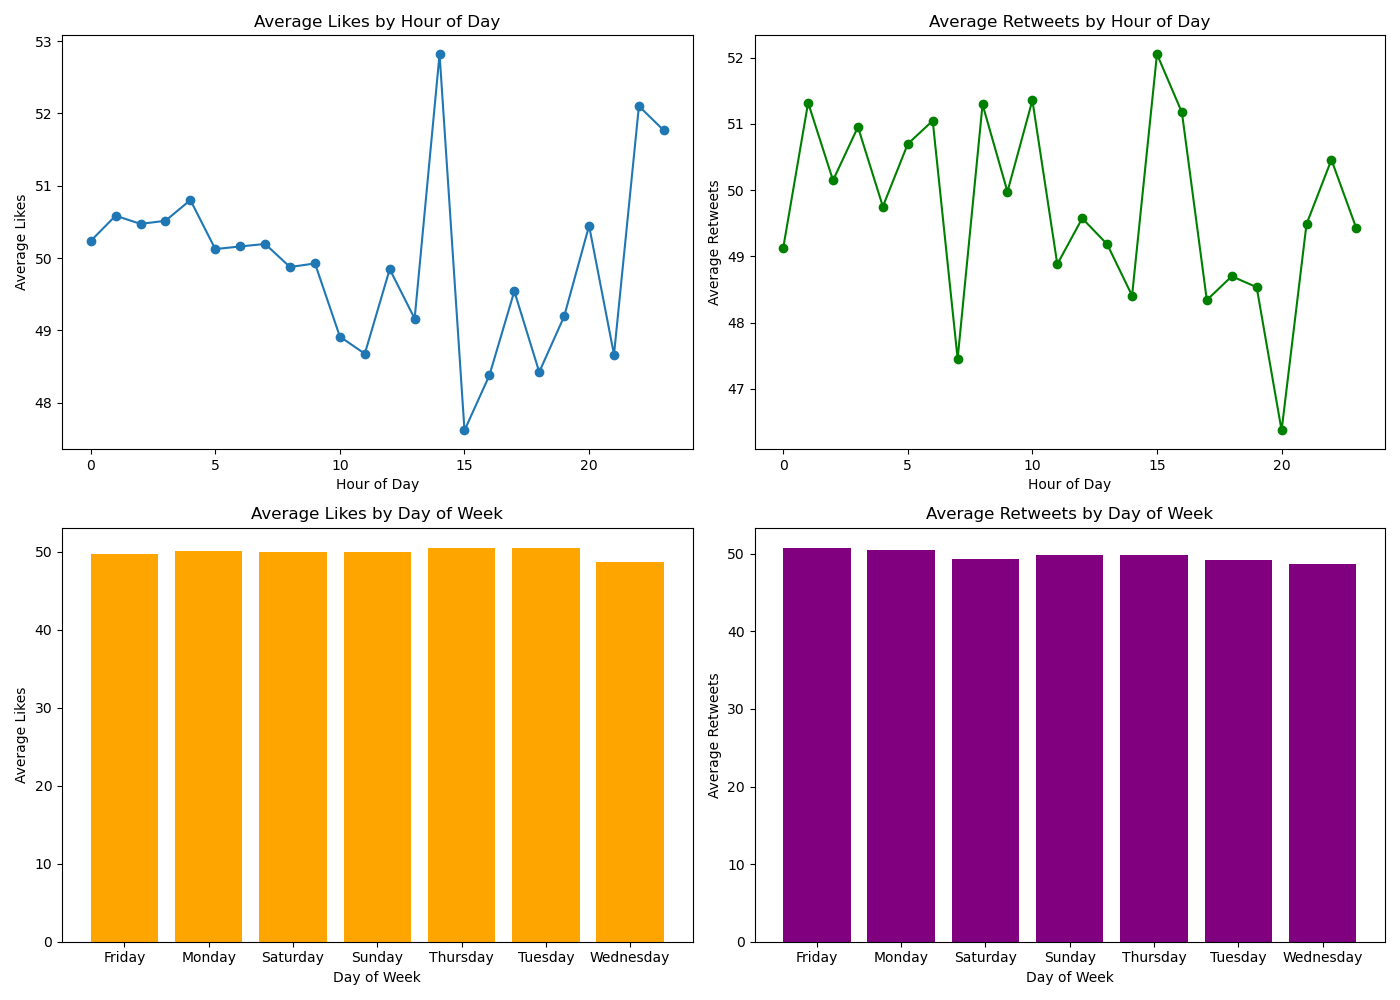 Average Likes by Hour of Day
53
52
51
50
49
48
Average Likes
0 5 10 15 20
Hour of Day
Average Retweets by Hour of Day
52
51
50
49
48
47
Average Retweets
0 5 10 15 20
Hour of Day
Average Likes by Day of Week
50
40
30
20
10
0
Average Likes
Friday Monday Saturday Sunday Thursday Tuesday Wednesday
Day of Week
Average Retweets by Day of Week
50
40
30
20
10
0
Average Retweets
Friday Monday Saturday Sunday Thursday Tuesday Wednesday
Day of Week